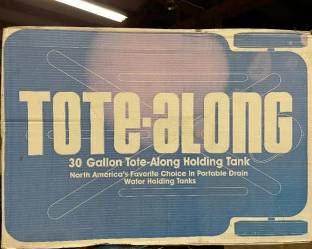 TOTE-aLONG
30 Gallon Tote-Along Holding Tank
North America's Favorite Choice in Portable Drain
Water Holding Tanks